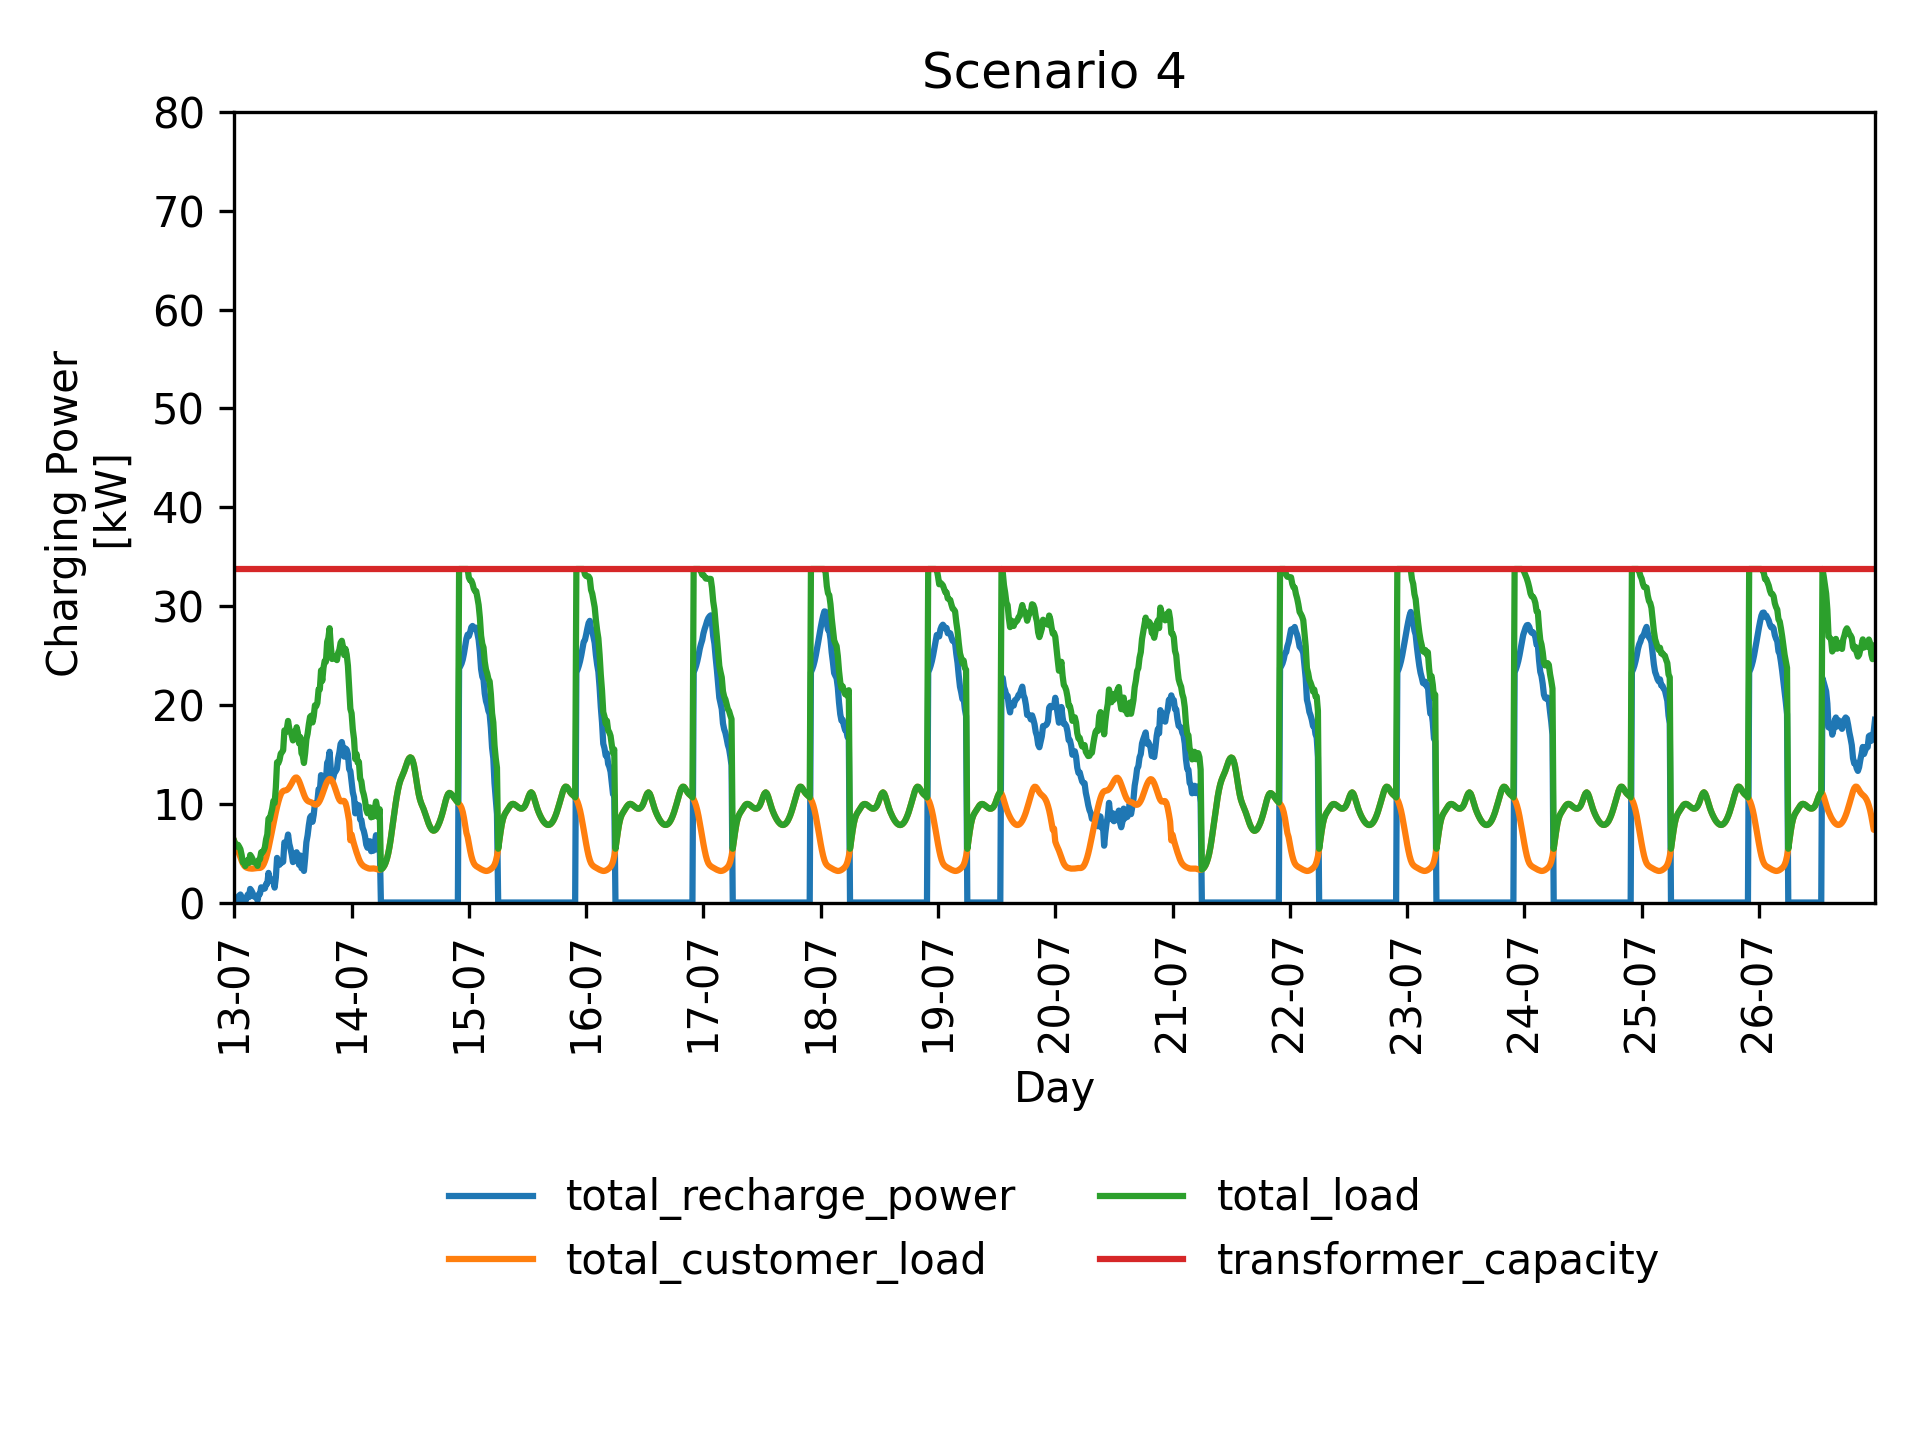 Scenario 4
80
70
60
50
40
30
20
10
0
Charging Power
[kW]
13-07
14-07
15-07
16-07
17-07
18-07
19-07
20-07
21-07
22-07
23-07
24-07
25-07
26-07
Day
total_recharge_power
total_customer_load
total_load
transformer_capacity